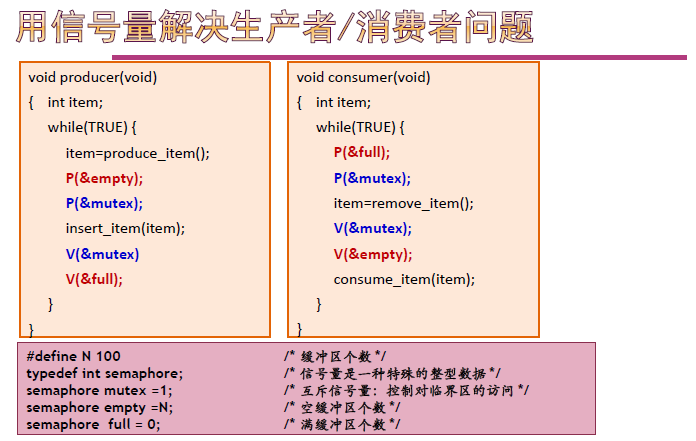 用信号量解决生产者/消费者问题
void producer(void)
{ int item;
while(TRUE) {
item=produce_item();
P(&empty);
P(&mutex);
insert_item(item);
V(&mutex)
V(&full);
}
}
void consumer(void)
{ int item;
while(TRUE) {
P(&full);
P(&mutex);
item=remove_item();
V(&mutex);
V(&empty);
consume_item(item);
}
}
#define N 100 /* 缓冲区个数 */
typedef int semaphore; /* 信号量是一种特殊的整型数据 */
semaphore mutex =1; /* 互斥信号量：控制对临界区的访问 */
semaphore empty =N; /* 空缓冲区个数 */
semaphore full = 0; /* 满缓冲区个数 */